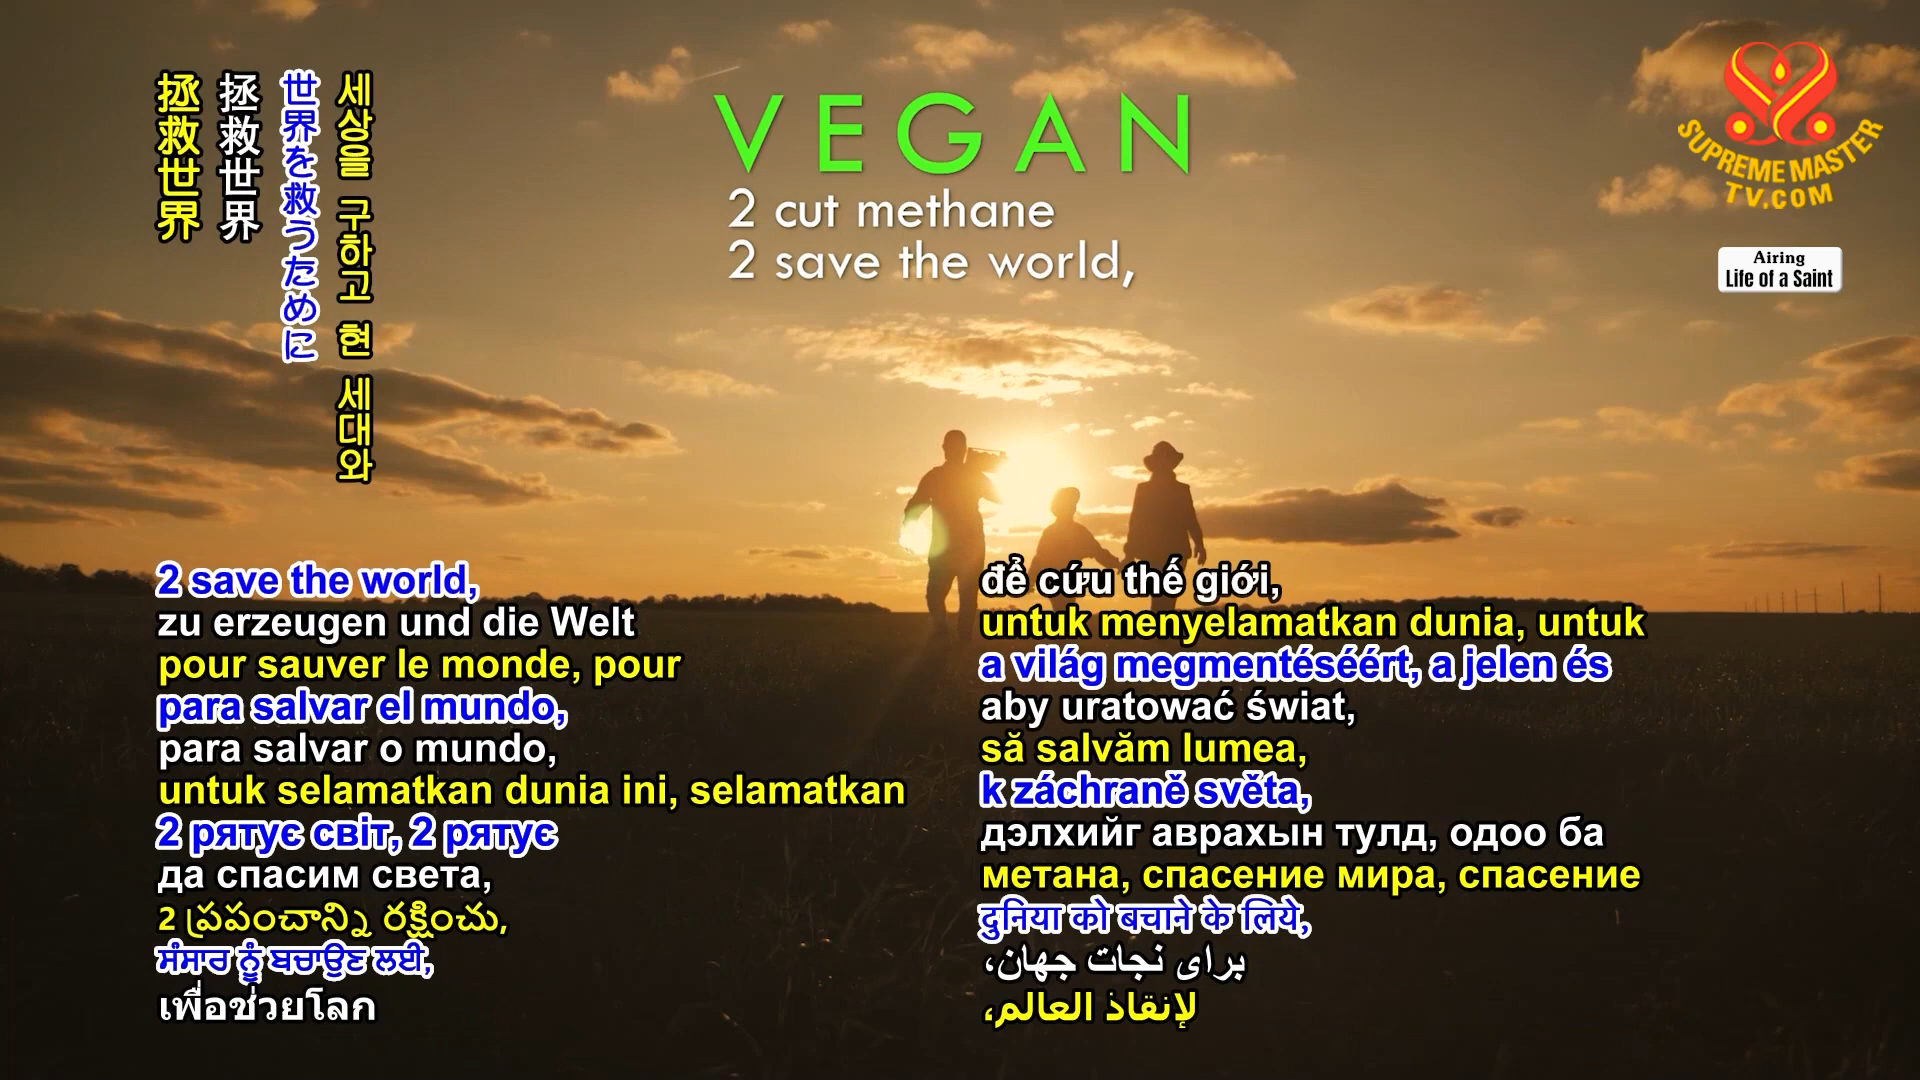 拯救世界
拯救世界
世界を救うために
세상을 구하고 현 세대와
VEGAN
2 cut methane
2 save the world,
SUPREME MASTER
TV.COM
Airing
Life of a Saint
2 save the world,
zu erzeugen und die Welt
pour sauver le monde, pour
para salvar el mundo,
para salvar o mundo,
untuk selamatkan dunia ini, selamatkan
2 рятує світ, 2 рятує
да спасим света,
2 ప్రపంచాన్ని రక్షించు,
ਸੰਸਾਰ ਨੂੰ ਬਚਾਉਣ ਲਈ,
เพื่อช่วยโลก
để cứu thế giới,
untuk menyelamatkan dunia, untuk
a világ megmentéséért, a jelen és
aby uratować świat,
să salvăm lumea,
k záchraně světa,
дэлхийг аврахын тулд, одоо ба
метана, спасение мира, спасение
दुनिया को बचाने के लिये,
برای نجات جهان،
لإنقاذ العالم،